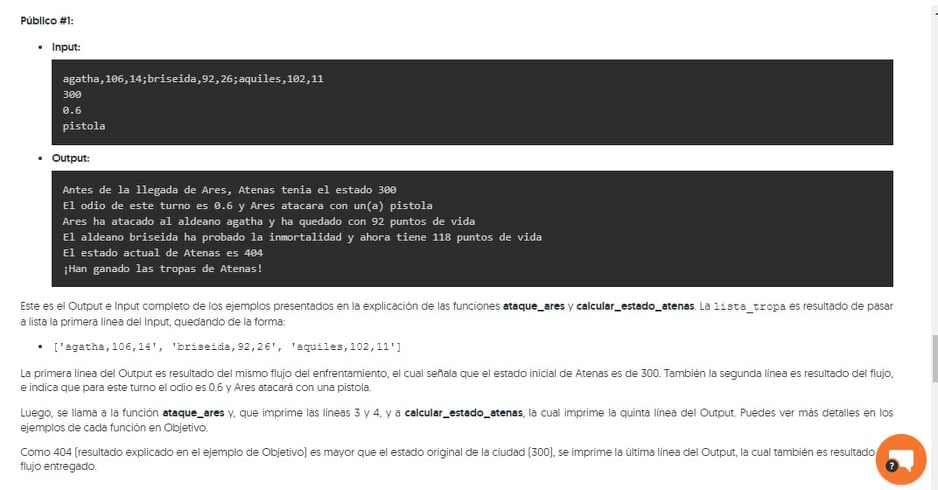 Público #1:
Input:
agatha,106,14;briseida,92,26;aquiles,102,11
300
0.6
pistola
Output:
Antes de la llegada de Ares, Atenas tenia el estado 300
El odio de este turno es 0.6 y Ares atacara con un(a) pistola
Ares ha atacado al aldeano agatha y ha quedado con 92 puntos de vida
El aldeano briseida ha probado la inmortalidad y ahora tiene 118 puntos de vida
El estado actual de Atenas es 404
¡Han ganado las tropas de Atenas!
Este es el Output e Input completo de los ejemplos presentados en la explicación de las funciones ataque_ares y calcular_estado_atenas. La lista_tropa es resultado de pasar
a lista la primera línea del Input, quedando de la forma:
['agatha,106,14', 'briseida,92,26', 'aquiles,102,11']
La primera línea del Output es resultado del mismo flujo del enfrentamiento, el cual señala que el estado inicial de Atenas es de 300. También la segunda línea es resultado del flujo,
e indica que para este turno el odio es 0.6 y Ares atacará con una pistola.
Luego, se llama a la función ataque_ares y, que imprime las líneas 3 y 4, y a calcular_estado_atenas, la cual imprime la quinta línea del Output. Puedes ver más detalles en los
ejemplos de cada función en Objetivo.
Como 404 (resultado explicado en el ejemplo de Objetivo) es mayor que el estado original de la ciudad (300), se imprime la última línea del Output, la cual también es resultado
flujo entregado.
?